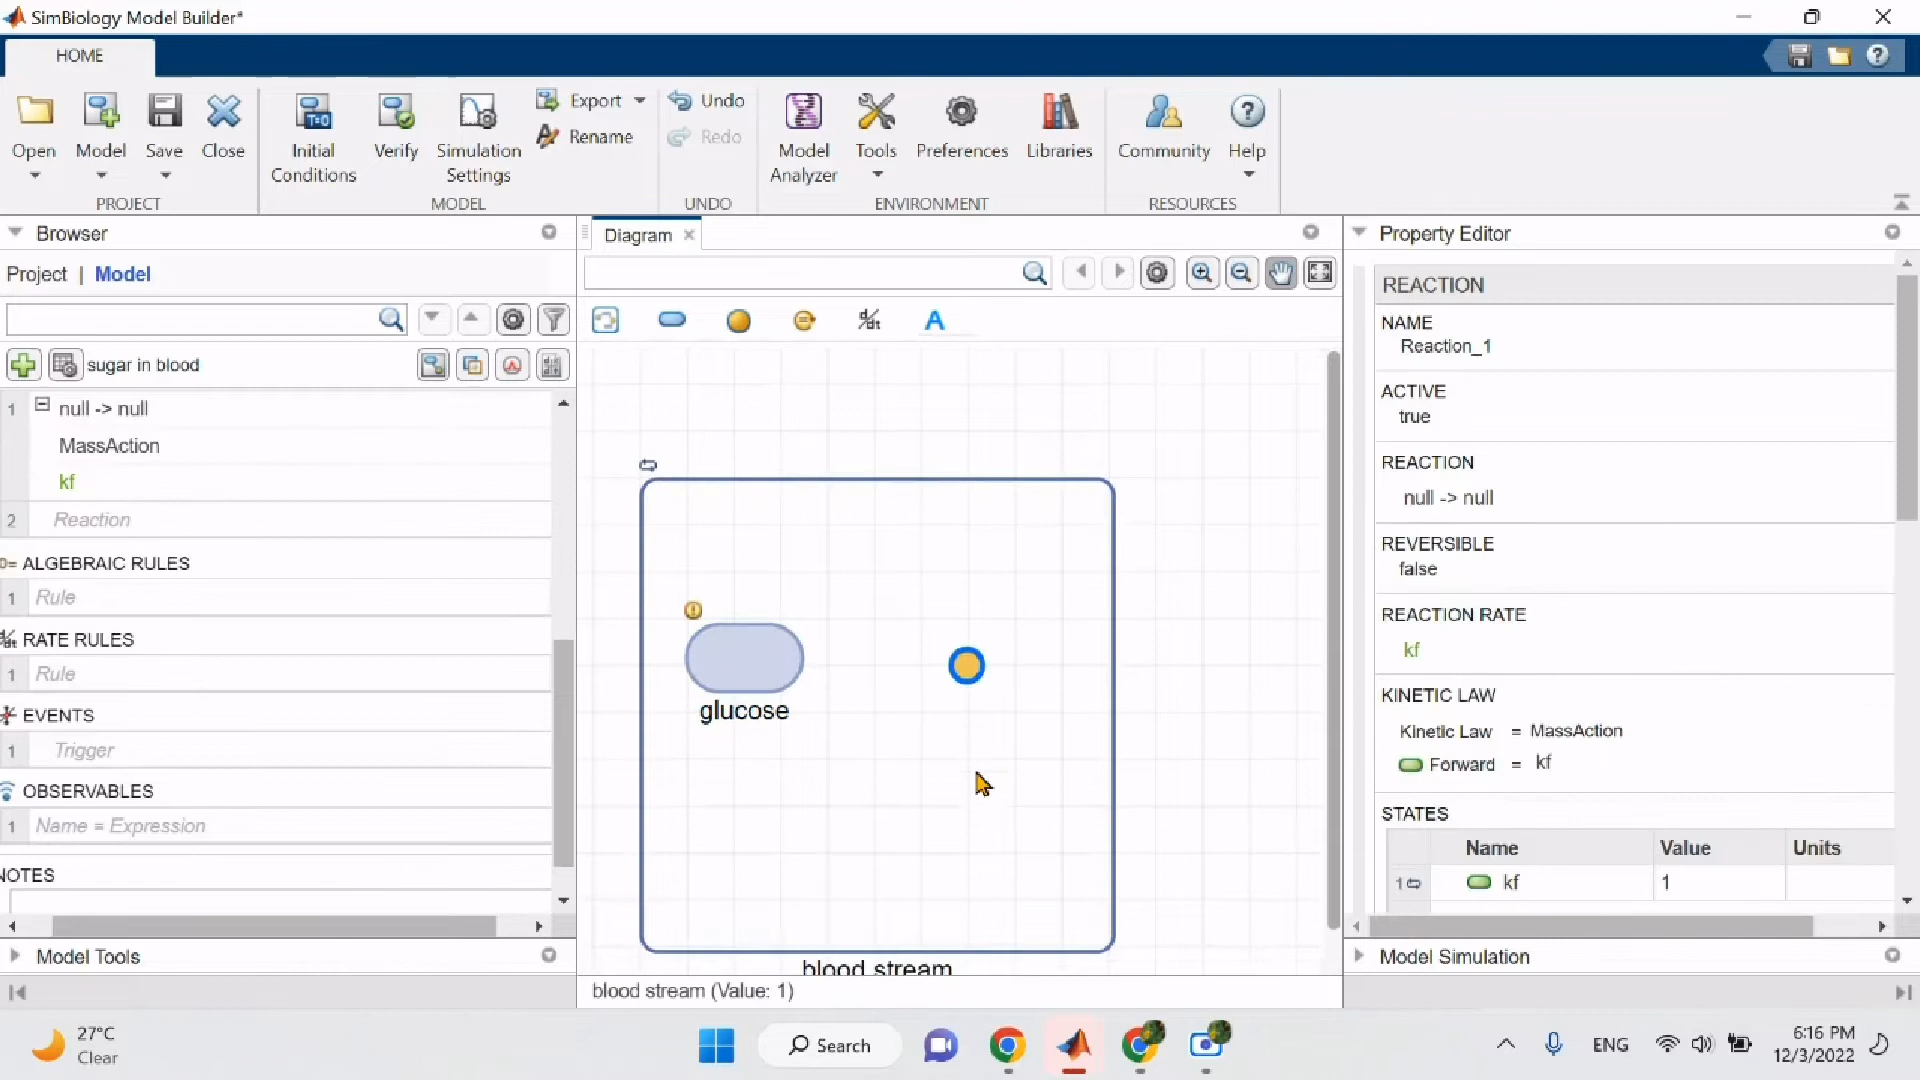 SimBiology Model Builder*
HOME
Open
Model
Save
Close
PROJECT
Initial
Conditions
Verify
Simulation
Settings
Export
Rename
MODEL
Undo
Redo
UNDO
Model
Analyzer
Tools
Preferences
Libraries
ENVIRONMENT
Community
Help
RESOURCES
Browser
Project | Model
sugar in blood
1 null -> null
MassAction
kf
2 Reaction
ALGEBRAIC RULES
1 Rule
RATE RULES
1 Rule
EVENTS
1 Trigger
OBSERVABLES
1 Name = Expression
NOTES
Model Tools
Diagram
A
glucose
blood stream
blood stream (Value: 1)
Property Editor
REACTION
NAME
Reaction_1
ACTIVE
true
REACTION
null -> null
REVERSIBLE
false
REACTION RATE
kf
KINETIC LAW
Kinetic Law = MassAction
Forward = kf
STATES
Name Value Units
1 kf 1
Model Simulation
27°C
Clear
Search
ENG
6:16 PM
12/3/2022